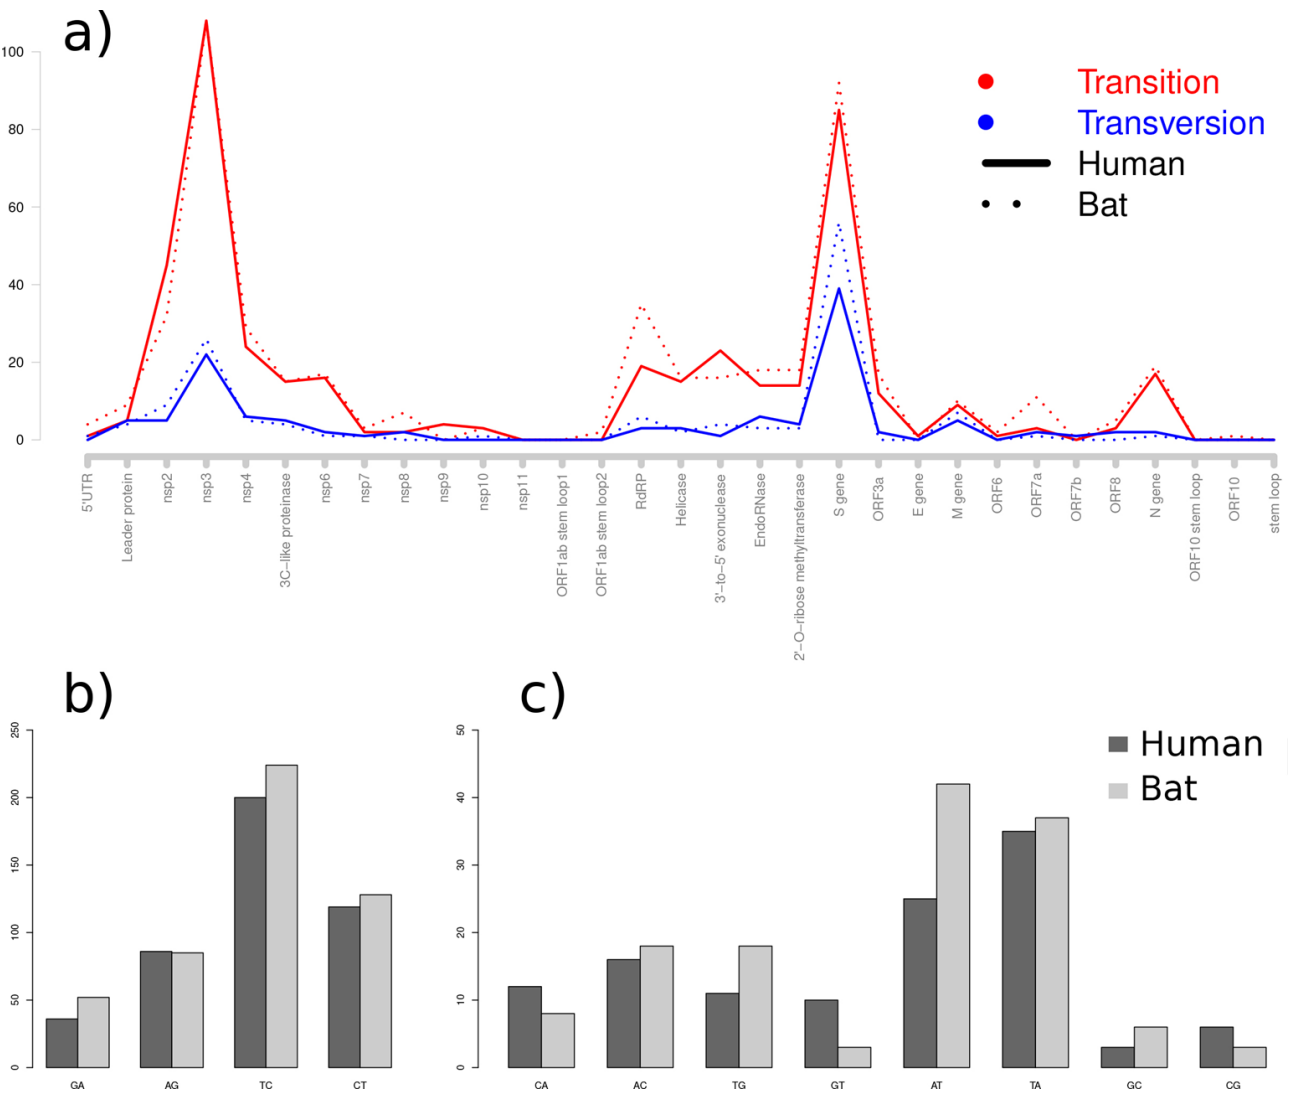 a)
100
80
60
40
20
0
Transition
Transversion
Human
Bat
5'UTR
Leader protein
nsp2
nsp3
nsp4
3C−like proteinase
nsp6
nsp7
nsp8
nsp9
nsp10
nsp11
ORF1ab stem loop1
ORF1ab stem loop2
RdRP
Helicase
3'−to−5' exonuclease
EndoRNase
2'−O−ribose methyltransferase
S gene
ORF3a
E gene
M gene
ORF6
ORF7a
ORF7b
ORF8
N gene
ORF10 stem loop
ORF10
stem loop
b)
250
200
150
100
50
0
GA AG TC CT
c)
50
40
30
20
10
0
Human
Bat
CA AC TG GT AT TA GC CG